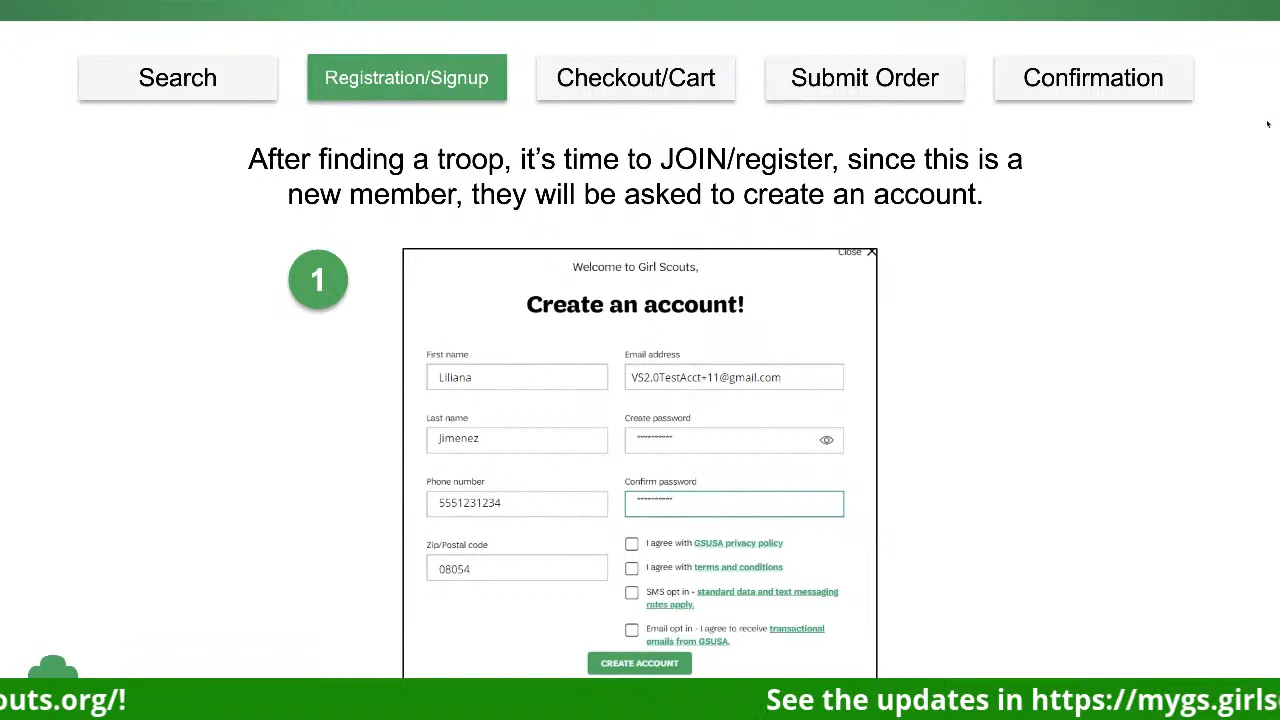 Search
Registration/Signup
Checkout/Cart
Submit Order
Confirmation
After finding a troop, it’s time to JOIN/register, since this is a
new member, they will be asked to create an account.
1
Close X
Welcome to Girl Scouts,
Create an account!
First name
Liliana
Email address
VS2.0TestAcct+11@gmail.com
Last name
Jimenez
Create password
**********
Phone number
5551231234
Confirm password
**********
Zip/Postal code
08054
I agree with GSUSA privacy policy
I agree with terms and conditions
SMS opt in - standard data and text messaging
rates apply.
Email opt in - I agree to receive transactional
emails from GSUSA.
CREATE ACCOUNT
outs.org/!
See the updates in https://mygs.girls